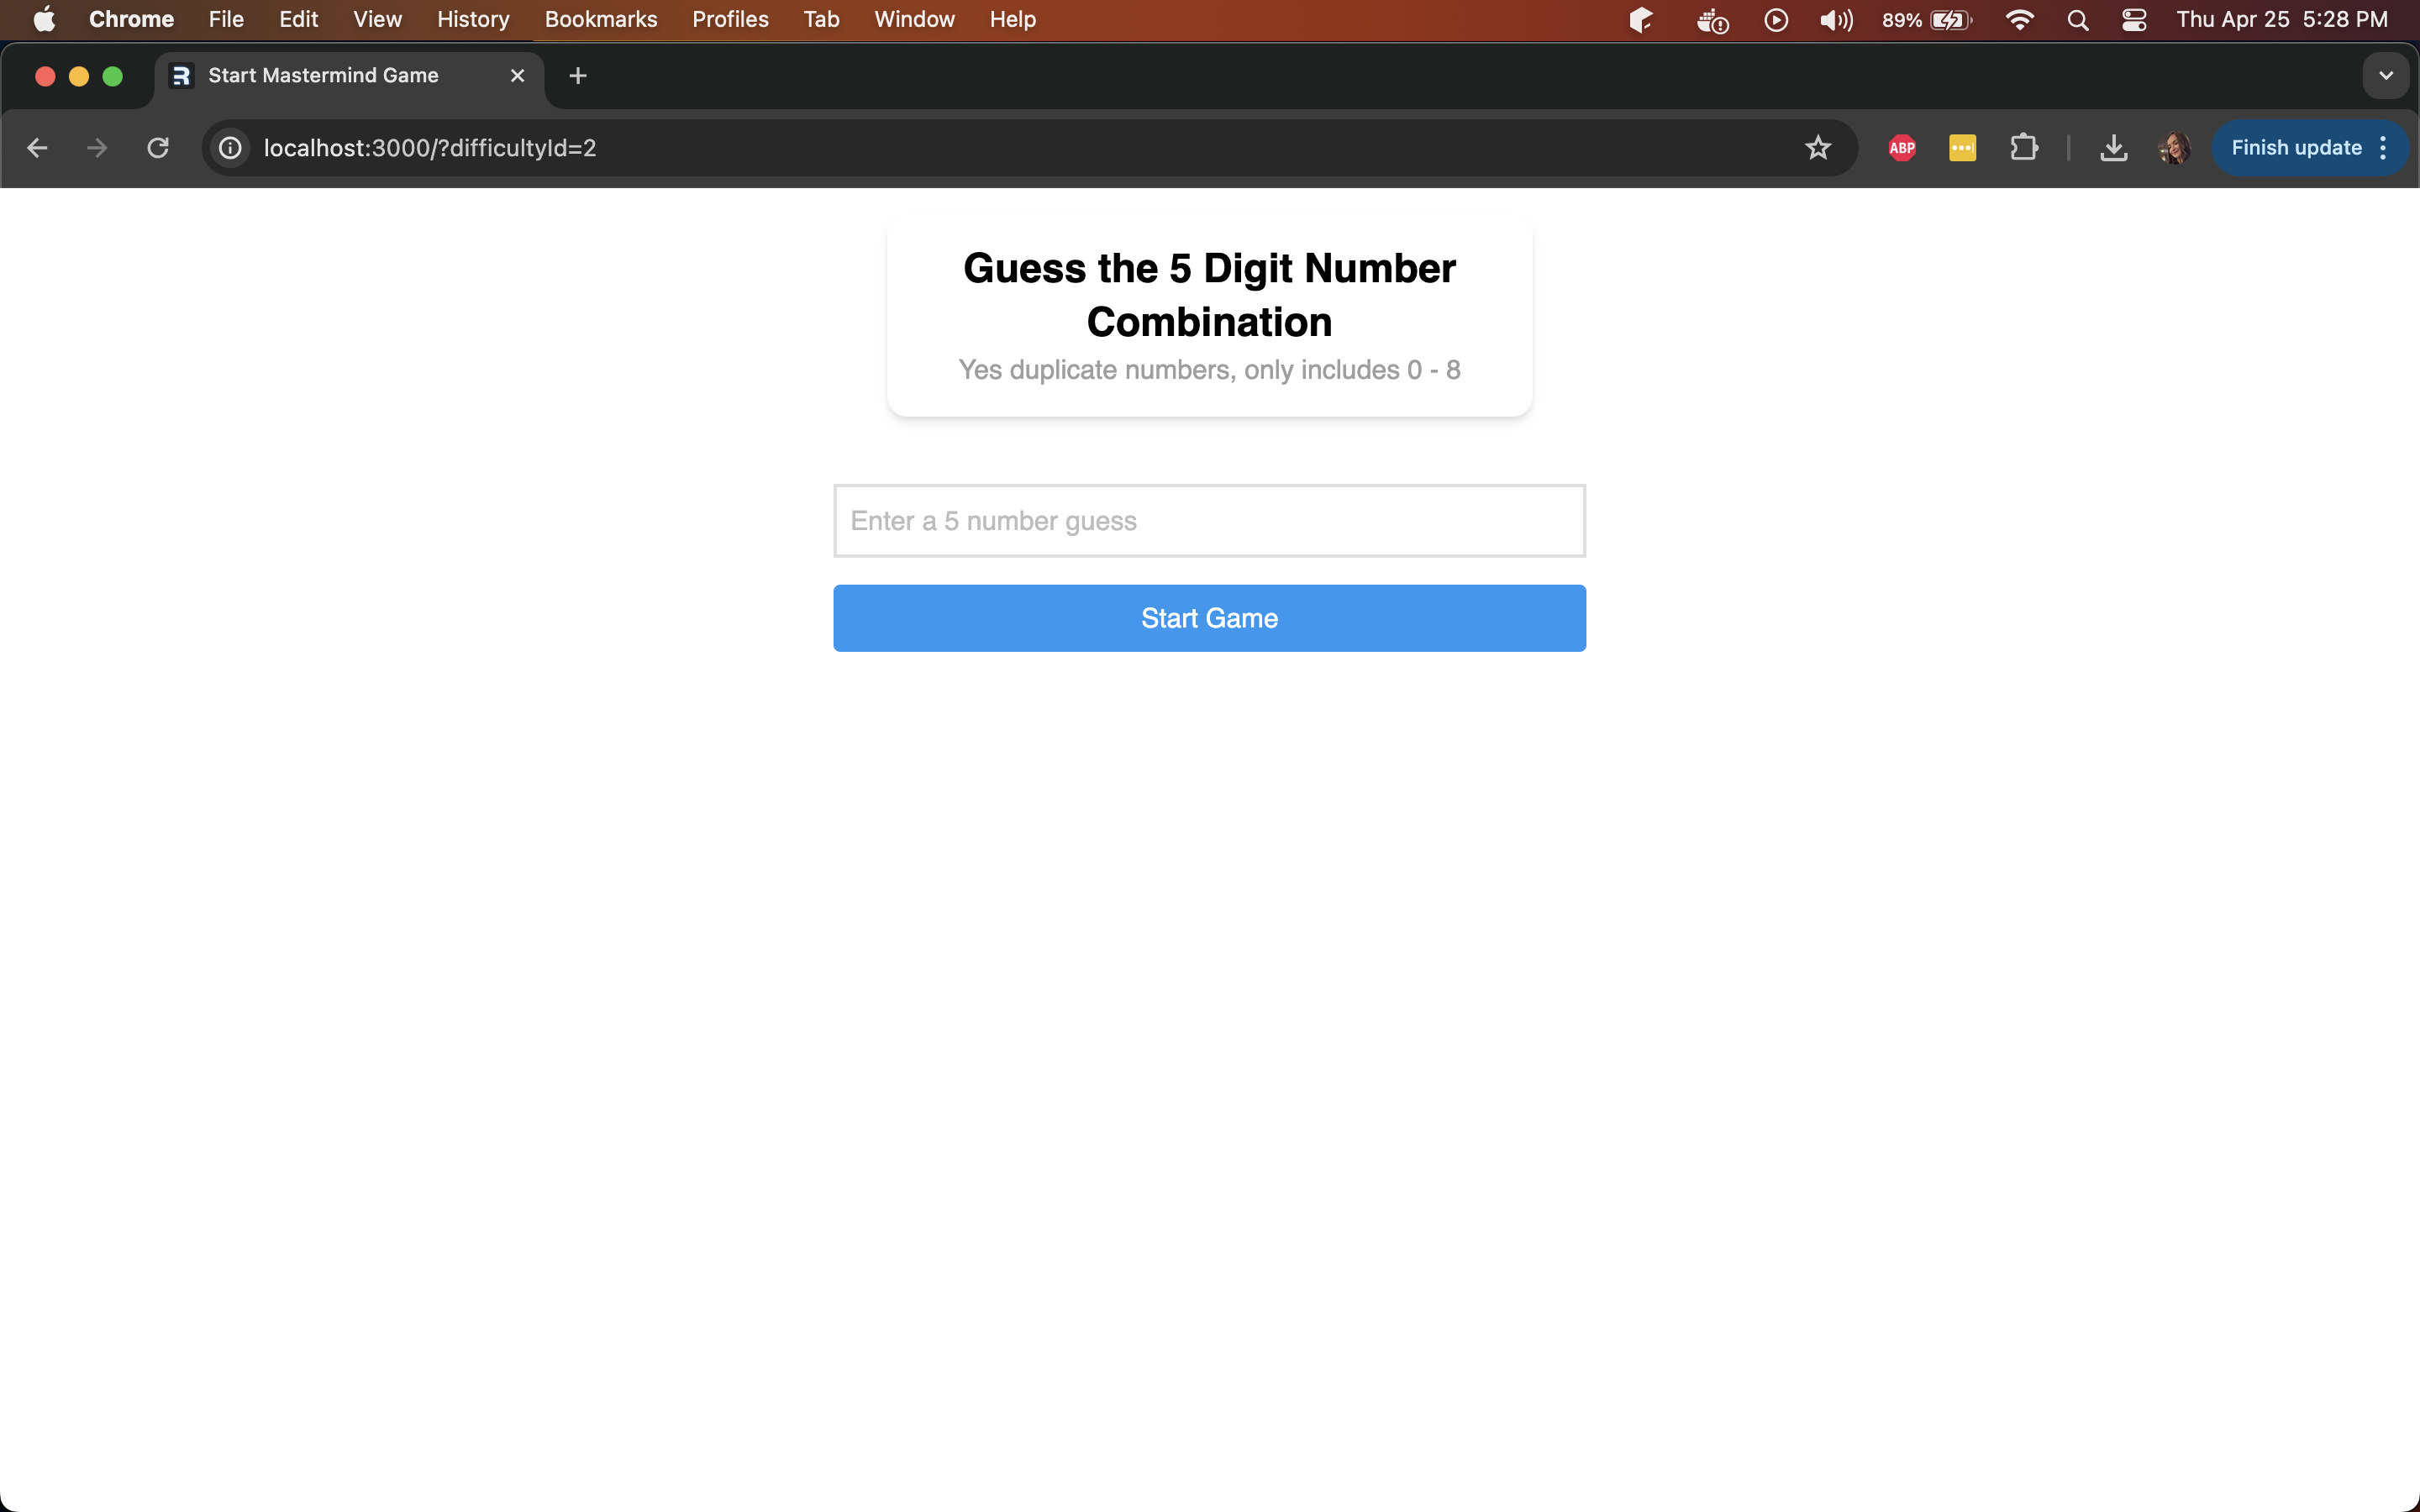 Chrome File Edit View History Bookmarks Profiles Tab Window Help 89% Thu Apr 25 5:28 PM
Start Mastermind Game
localhost:3000/?difficultyId=2 ABP Finish update
Guess the 5 Digit Number
Combination
Yes duplicate numbers, only includes 0 - 8
Enter a 5 number guess
Start Game